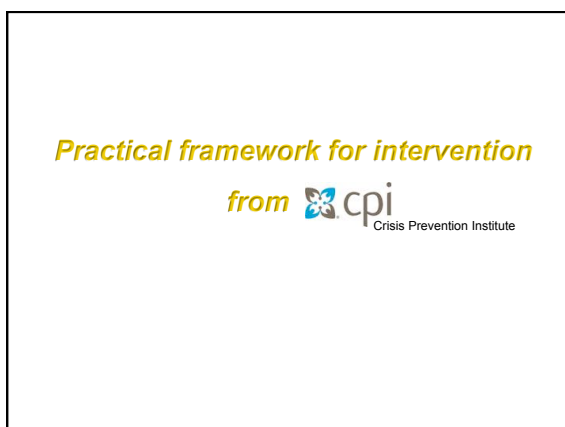 Practical framework for intervention
from cpi
Crisis Prevention Institute